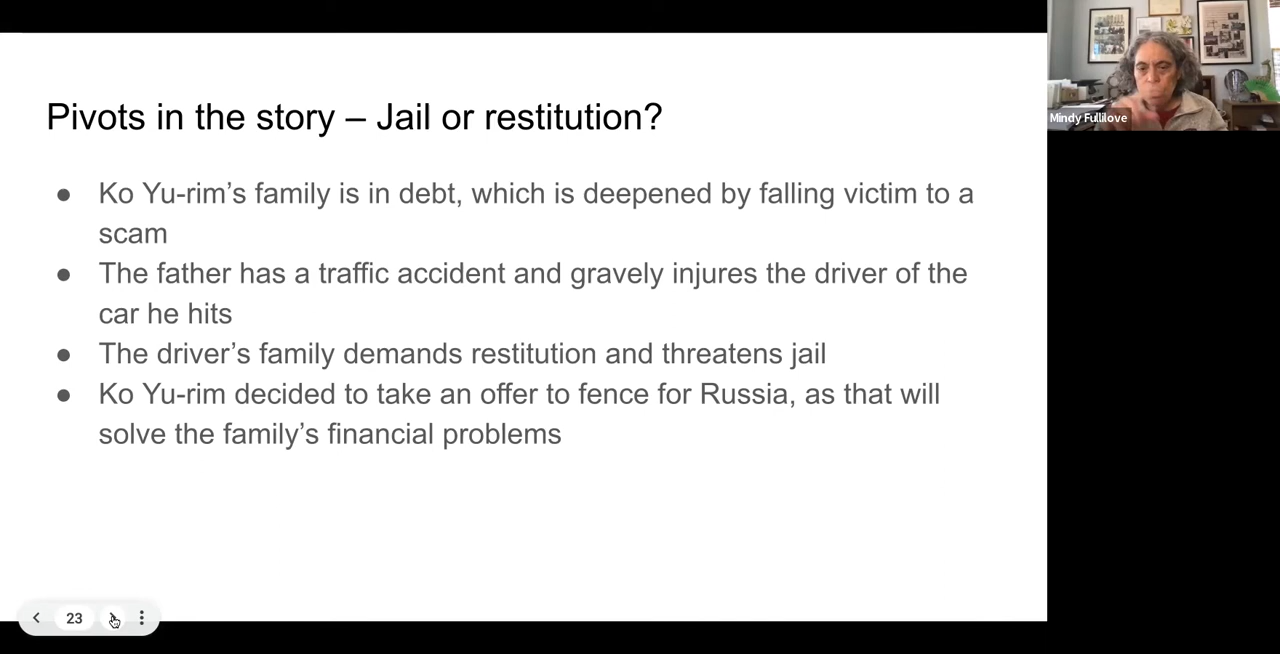 Pivots in the story – Jail or restitution?
● Ko Yu-rim’s family is in debt, which is deepened by falling victim to a
scam
● The father has a traffic accident and gravely injures the driver of the
car he hits
● The driver’s family demands restitution and threatens jail
● Ko Yu-rim decided to take an offer to fence for Russia, as that will
solve the family’s financial problems
Mindy Fullilove
23